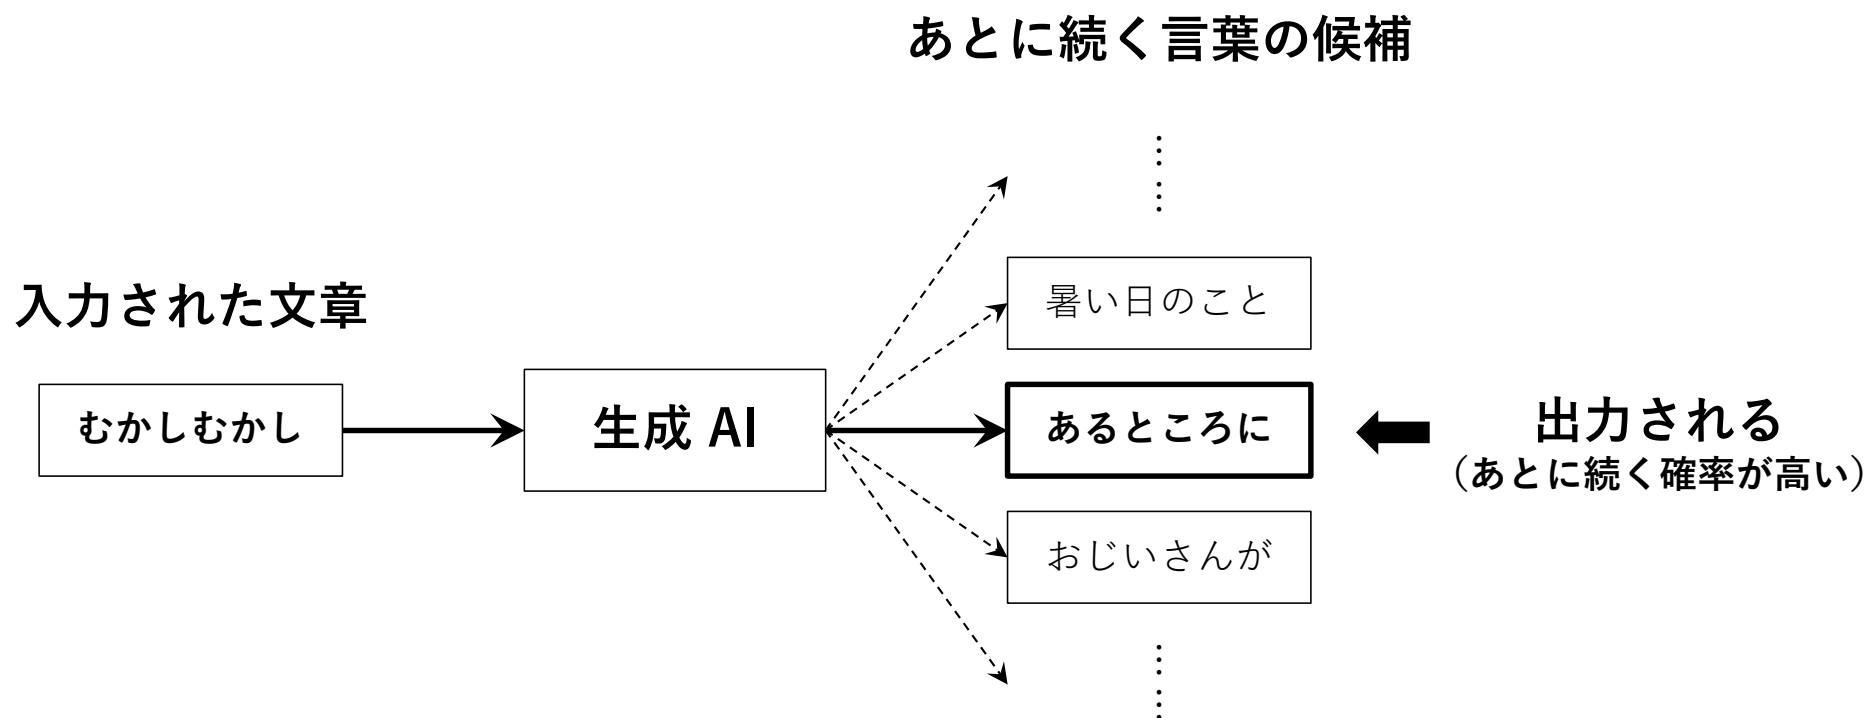 あとに続く言葉の候補
入力された文章
むかしむかし
生成 AI
暑い日のこと
あるところに
おじいさんが
出力される
（あとに続く確率が高い）